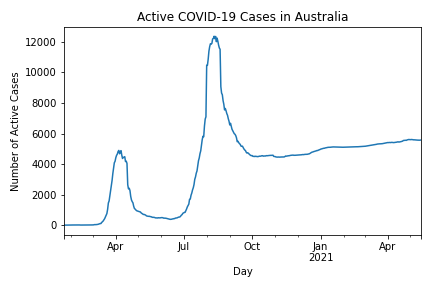 Active COVID-19 Cases in Australia
Number of Active Cases
12000
10000
8000
6000
4000
2000
0
Apr
Jul
Oct
Jan
2021
Apr
Day